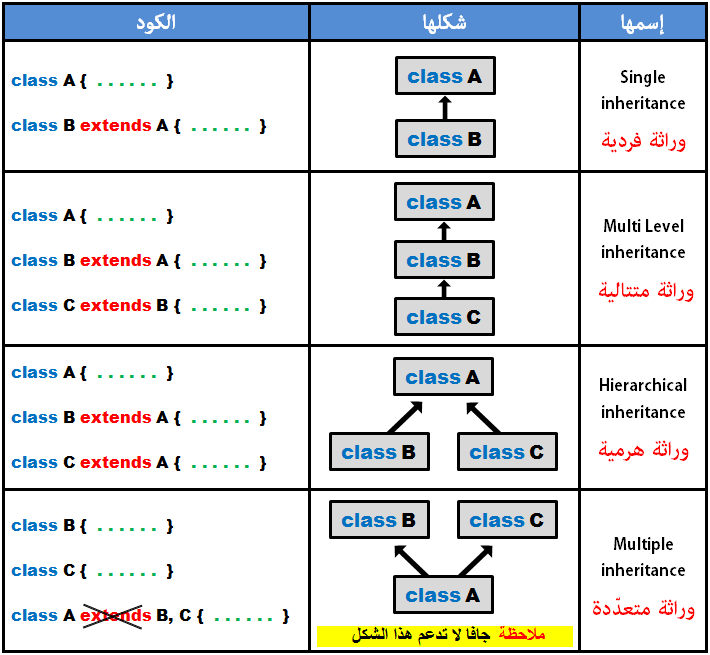 إسمها
شكلها
الكود
Single
inheritance
وراثة فردية
class A
class B
class A { . . . . . . }
class B extends A { . . . . . . }
Multi Level
inheritance
وراثة متتالية
class A
class B
class C
class A { . . . . . . }
class B extends A { . . . . . . }
class C extends B { . . . . . . }
Hierarchical
inheritance
وراثة هرمية
class A
class B class C
class A { . . . . . . }
class B extends A { . . . . . . }
class C extends A { . . . . . . }
Multiple
inheritance
وراثة متعدّدة
class B class C
class A
ملاحظة جافا لا تدعم هذا الشكل
class B { . . . . . . }
class C { . . . . . . }
class A extends B, C { . . . . . . }